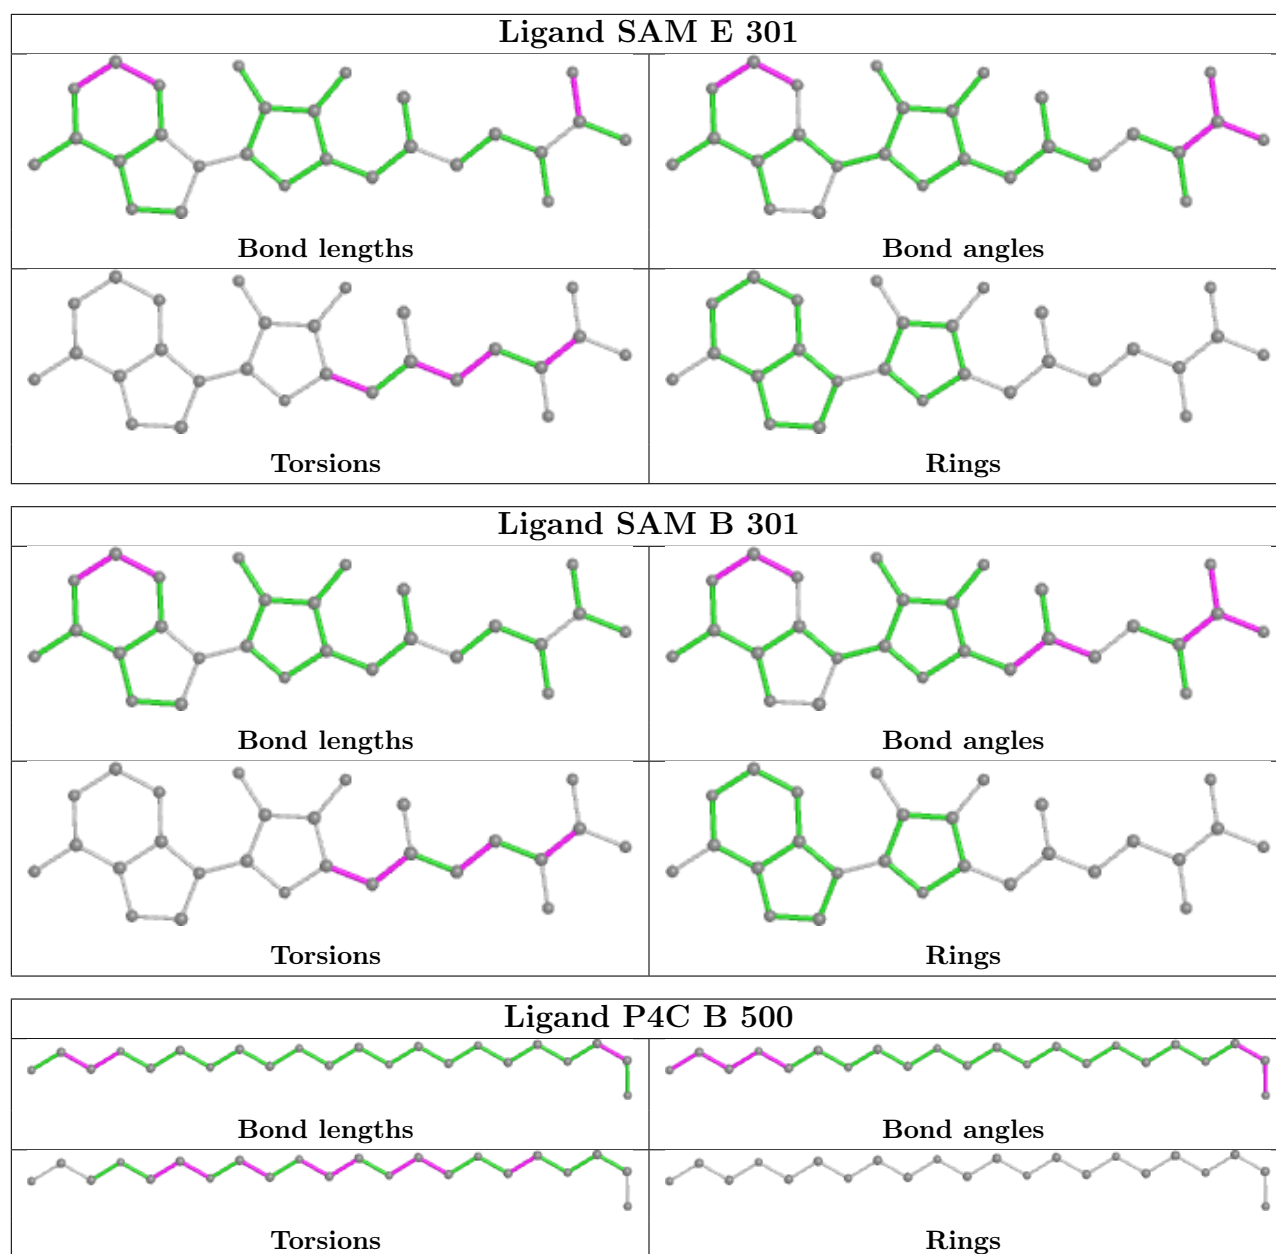 Ligand SAM E 301
Bond lengths
Bond angles
Torsions
Rings
Ligand SAM B 301
Bond lengths
Bond angles
Torsions
Rings
Ligand P4C B 500
Bond lengths
Bond angles
Torsions
Rings